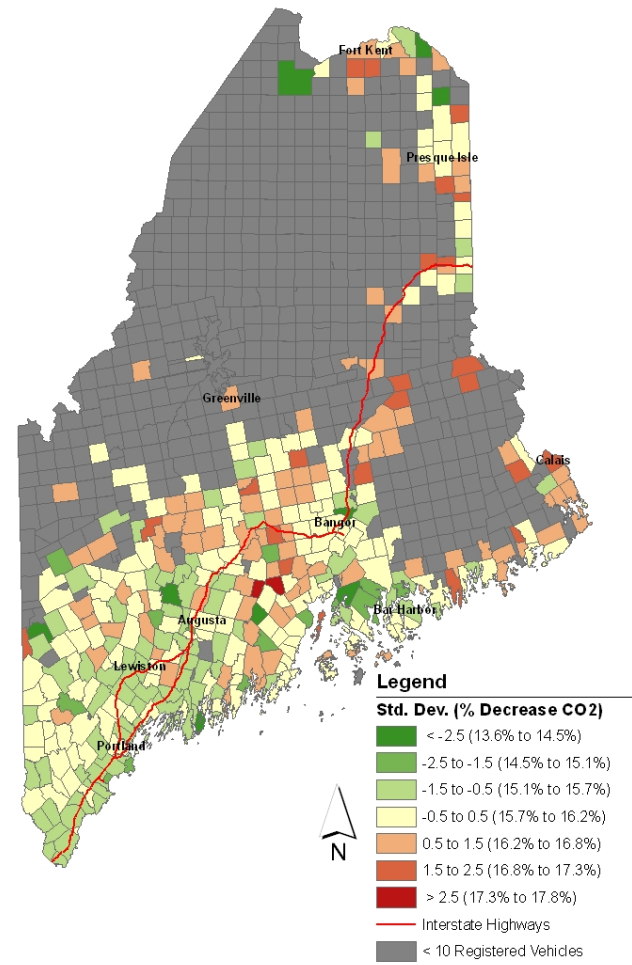 Fort Kent
Presque Isle
Greenville
Calais
Bangor
Bar Harbor
Augusta
Lewiston
Portland
N
Legend
Std. Dev. (% Decrease CO2)
< -2.5 (13.6% to 14.5%)
-2.5 to -1.5 (14.5% to 15.1%)
-1.5 to -0.5 (15.1% to 15.7%)
-0.5 to 0.5 (15.7% to 16.2%)
0.5 to 1.5 (16.2% to 16.8%)
1.5 to 2.5 (16.8% to 17.3%)
> 2.5 (17.3% to 17.8%)
Interstate Highways
< 10 Registered Vehicles